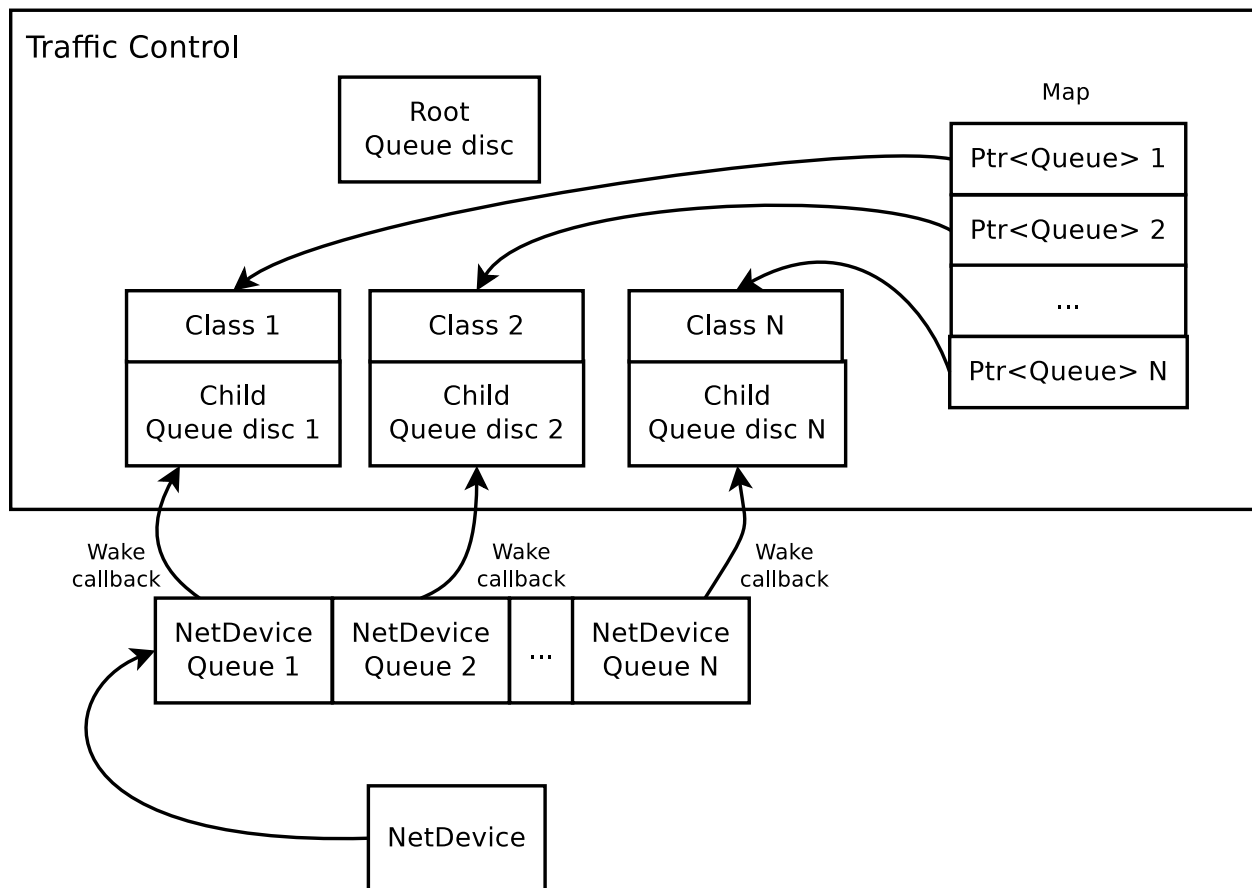 Traffic Control
Root
Queue disc
Map
Ptr<Queue> 1
Ptr<Queue> 2
...
Ptr<Queue> N
Class 1
Child
Queue disc 1
Class 2
Child
Queue disc 2
Class N
Child
Queue disc N
Wake
callback
Wake
callback
Wake
callback
NetDevice
Queue 1
NetDevice
Queue 2
...
NetDevice
Queue N
NetDevice